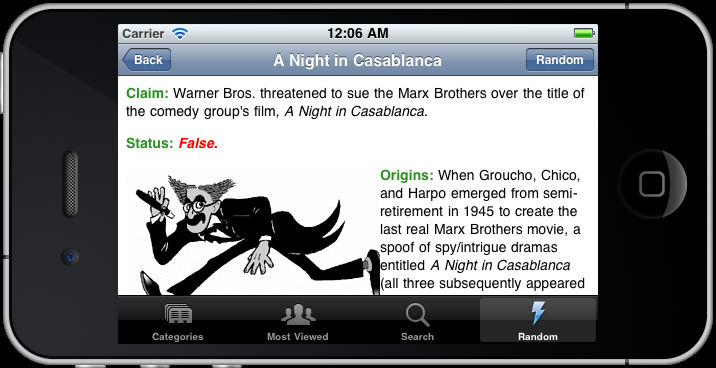 Carrier 12:06 AM
Back A Night in Casablanca Random
Claim: Warner Bros. threatened to sue the Marx Brothers over the title of
the comedy group's film, A Night in Casablanca.
Status: False.
Origins: When Groucho, Chico,
and Harpo emerged from semi-
retirement in 1945 to create the
last real Marx Brothers movie, a
spoof of spy/intrigue dramas
entitled A Night in Casablanca
(all three subsequently appeared
Categories Most Viewed Search Random